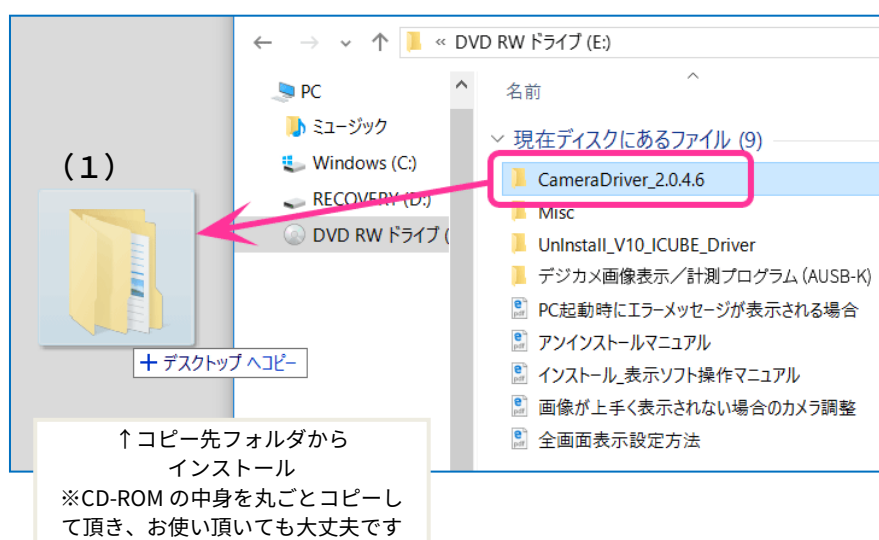 « DVD RW ドライブ (E:)
PC
ミュージック
Windows (C:)
RECOVERY (D:)
DVD RW ドライブ (
名前
現在ディスクにあるファイル (9)
CameraDriver_2.0.4.6
Misc
UnInstall_V10_ICUBE_Driver
デジカメ画像表示／計測プログラム(AUSB-K)
PC起動時にエラーメッセージが表示される場合
アンインストールマニュアル
インストール_表示ソフト操作マニュアル
画像が上手く表示されない場合のカメラ調整
全画面表示設定方法
（１）
+ デスクトップ へコピー
↑コピー先フォルダから
インストール
※CD-ROM の中身を丸ごとコピーし
て頂き、お使い頂いても大丈夫です